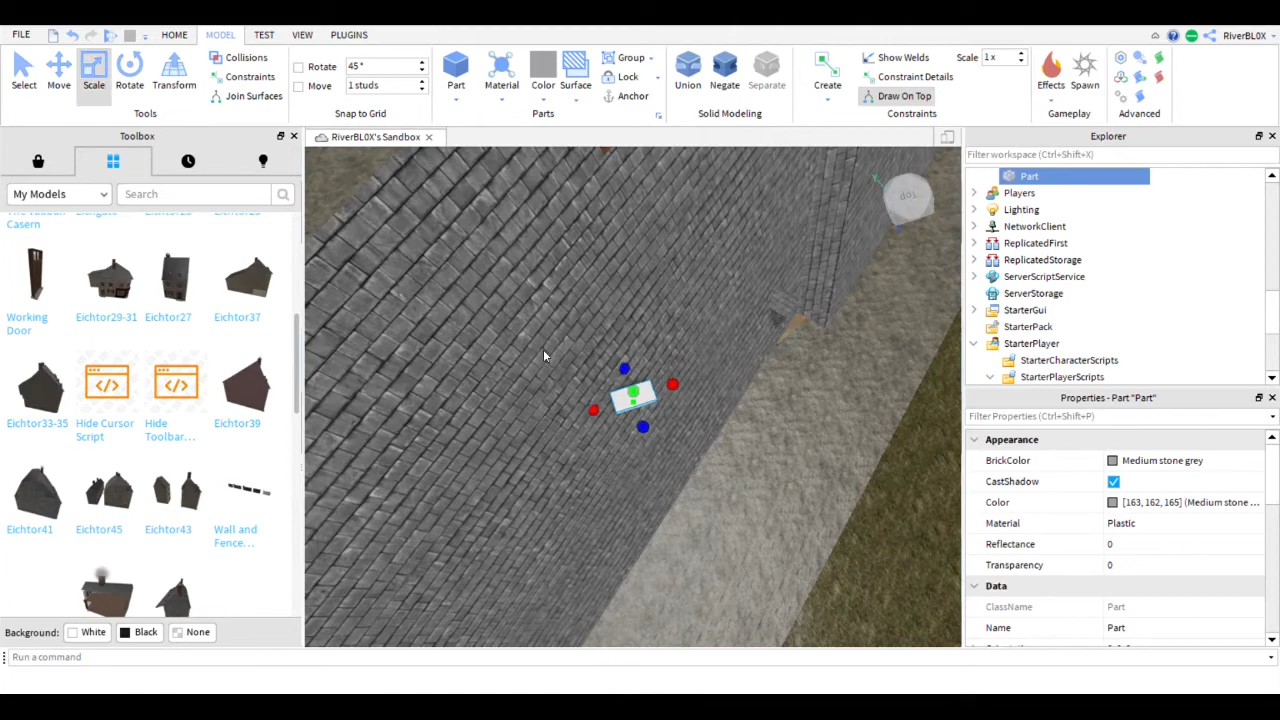 FILE HOME MODEL TEST VIEW PLUGINS RiverBL0X
Select Move Scale Rotate Transform
Collisions
Constraints
Join Surfaces
Tools
Rotate 45°
Move 1 studs
Snap to Grid
Part Material Color Surface
Group
Lock
Anchor
Parts
Union Negate Separate
Solid Modeling
Create
Show Welds Scale 1 x
Constraint Details
Draw On Top
Constraints
Effects Spawn
Gameplay
Advanced
Toolbox
My Models Search
Casern
Working Door
Eichtor29-31
Eichtor27
Eichtor37
Eichtor33-35
Hide Cursor Script
Hide Toolbar...
Eichtor39
Eichtor41
Eichtor45
Eichtor43
Wall and Fence...
Background: White Black None
Run a command
RiverBL0X's Sandbox
TOP
Y
Explorer
Filter workspace (Ctrl+Shift+X)
Part
Players
Lighting
NetworkClient
ReplicatedFirst
ReplicatedStorage
ServerScriptService
ServerStorage
StarterGui
StarterPack
StarterPlayer
StarterCharacterScripts
StarterPlayerScripts
Properties - Part "Part"
Filter Properties (Ctrl+Shift+P)
Appearance
BrickColor Medium stone grey
CastShadow
Color [163, 162, 165] (Medium stone ...
Material Plastic
Reflectance 0
Transparency 0
Data
ClassName Part
Name Part